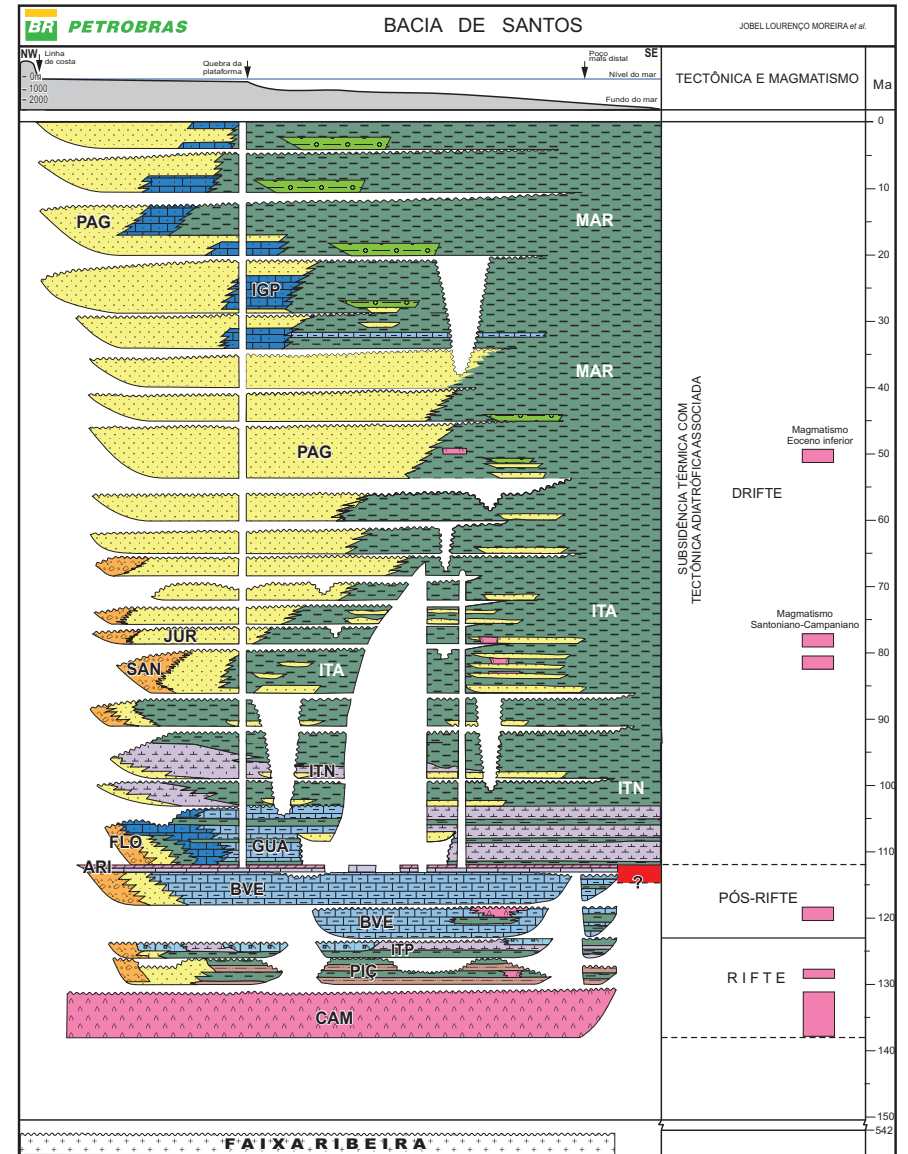 BR PETROBRAS
BACIA DE SANTOS
JOBEL LOURENÇO MOREIRA et al.
NW
Linha
de costa
Quebra da
plataforma
Poço
mais distal
SE
0m
1000
2000
Nível do mar
Fundo do mar
TECTÔNICA E MAGMATISMO
Ma
0
10
PAG
MAR
20
IGP
30
MAR
40
SUBSIDÊNCIA TÉRMICA COM
TECTÔNICA ADIATRÓFICA ASSOCIADA
Magmatismo
Eoceno inferior
PAG
50
DRIFTE
60
70
ITA
Magmatismo
Santoniano-Campaniano
JUR
SAN
ITA
80
90
ITN
ITN
100
FLO
GUA
110
ARI
BVE
?
PÓS-RIFTE
BVE
120
ITP
PIÇ
RIFTE
130
CAM
140
150
542
FAIXA RIBEIRA